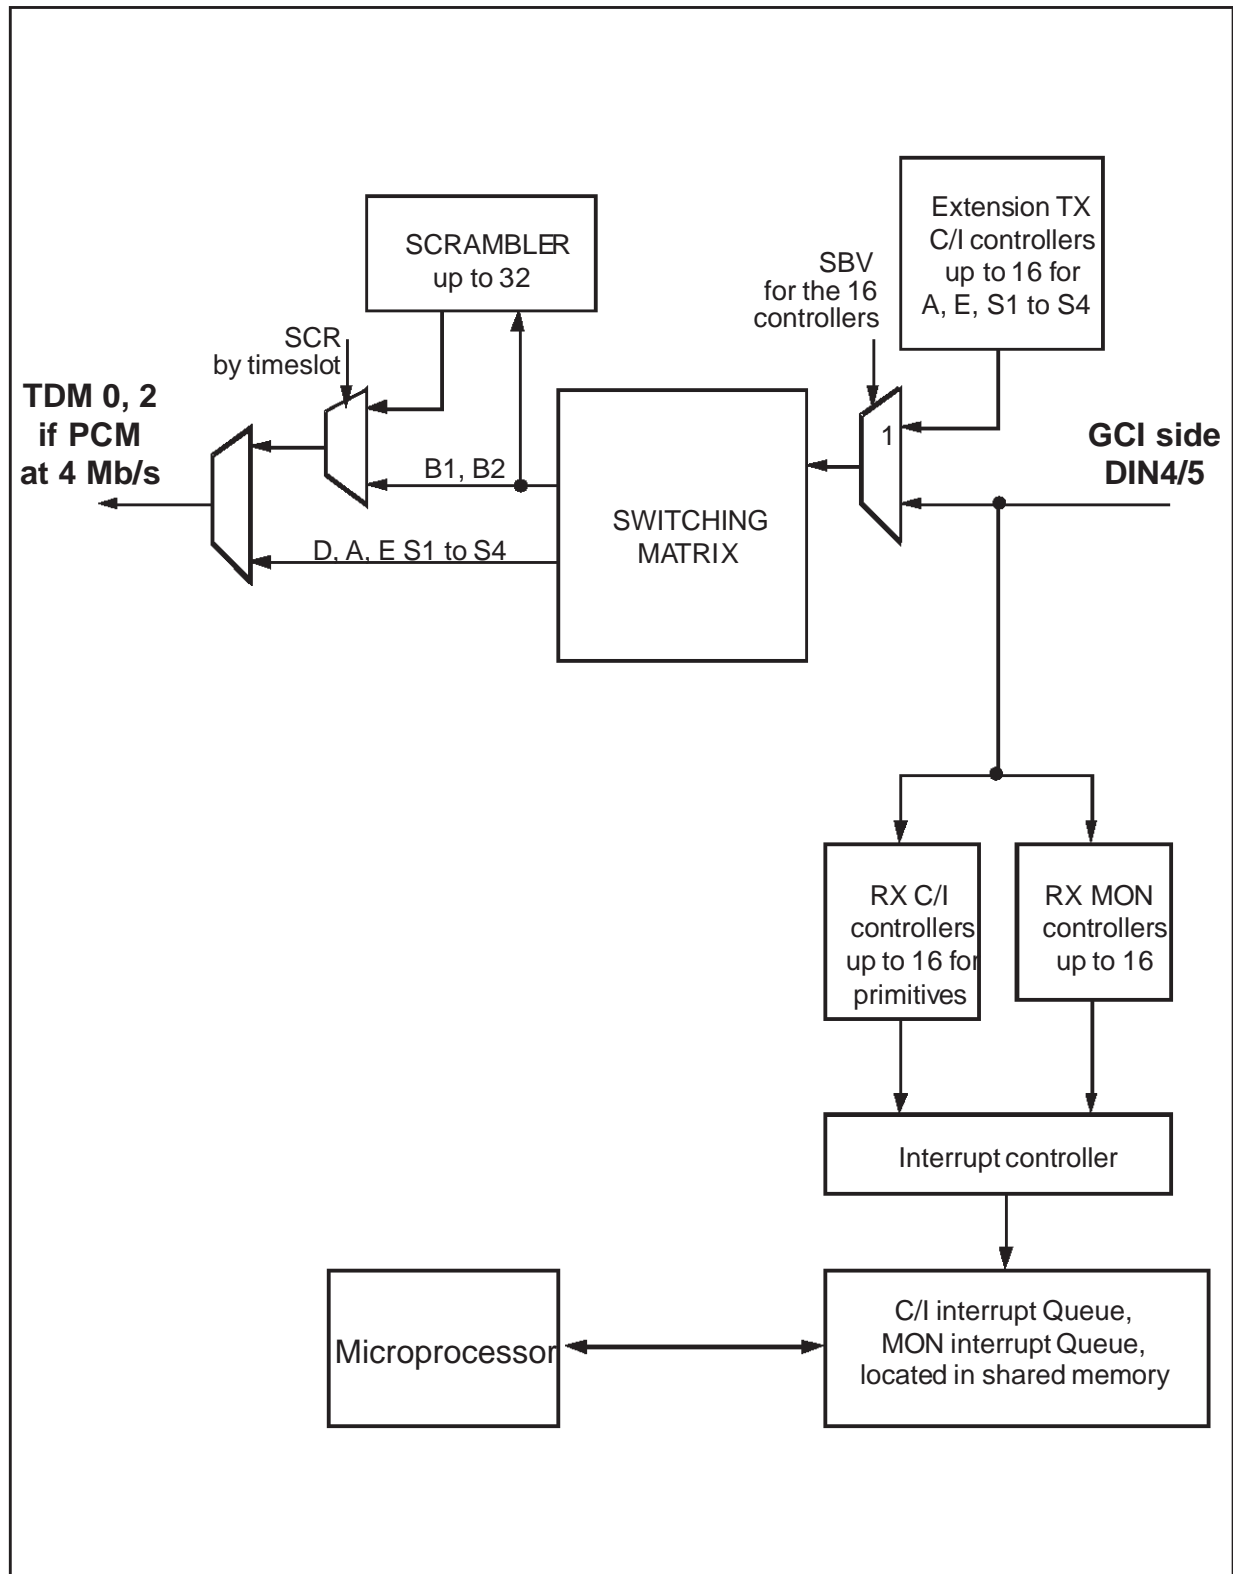 Extension TX
C/I controllers
up to 16 for
A, E, S1 to S4
SCRAMBLER
up to 32
SBV
for the 16
controllers
SCR
by timeslot
TDM 0, 2
if PCM
at 4 Mb/s
1
GCI side
DIN4/5
B1, B2
SWITCHING
MATRIX
D, A, E S1 to S4
RX C/I
controllers
up to 16 for
primitives
RX MON
controllers
up to 16
Interrupt controller
Microprocessor
C/I interrupt Queue,
MON interrupt Queue,
located in shared memory